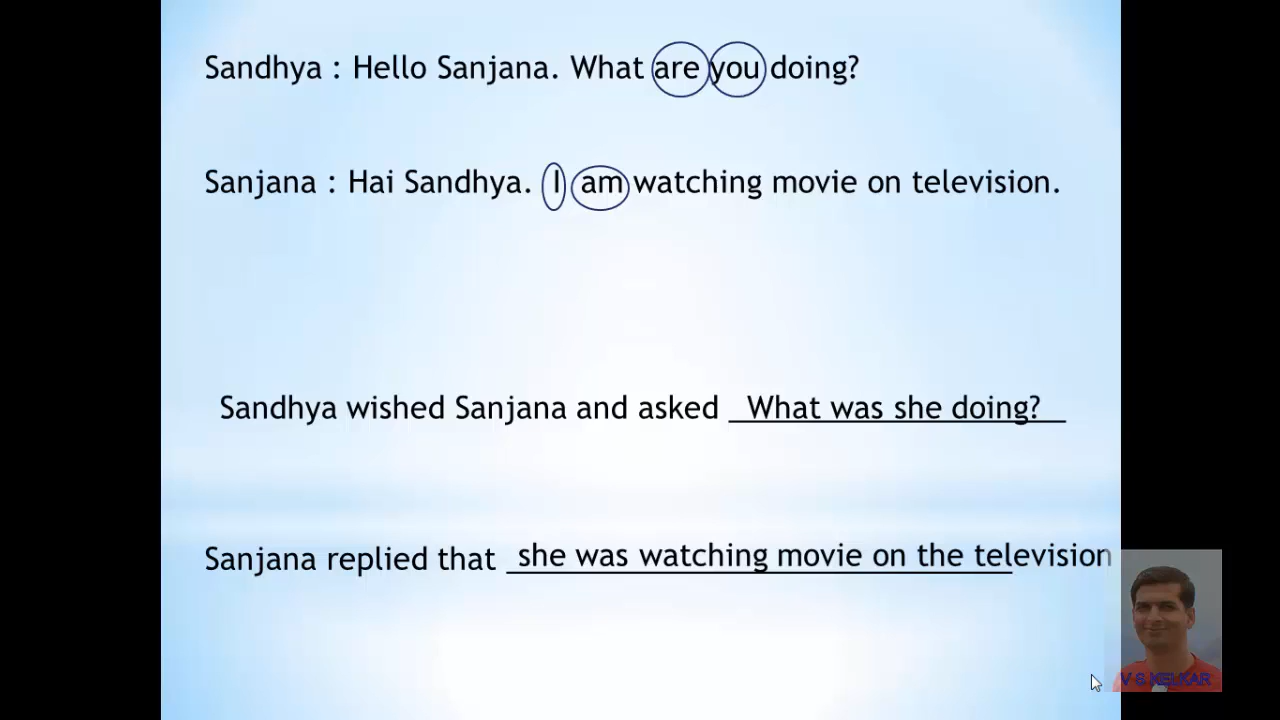 Sandhya : Hello Sanjana. What are you doing?
Sanjana : Hai Sandhya. I am watching movie on television.
Sandhya wished Sanjana and asked What was she doing?
Sanjana replied that she was watching movie on the television
V S KELKAR